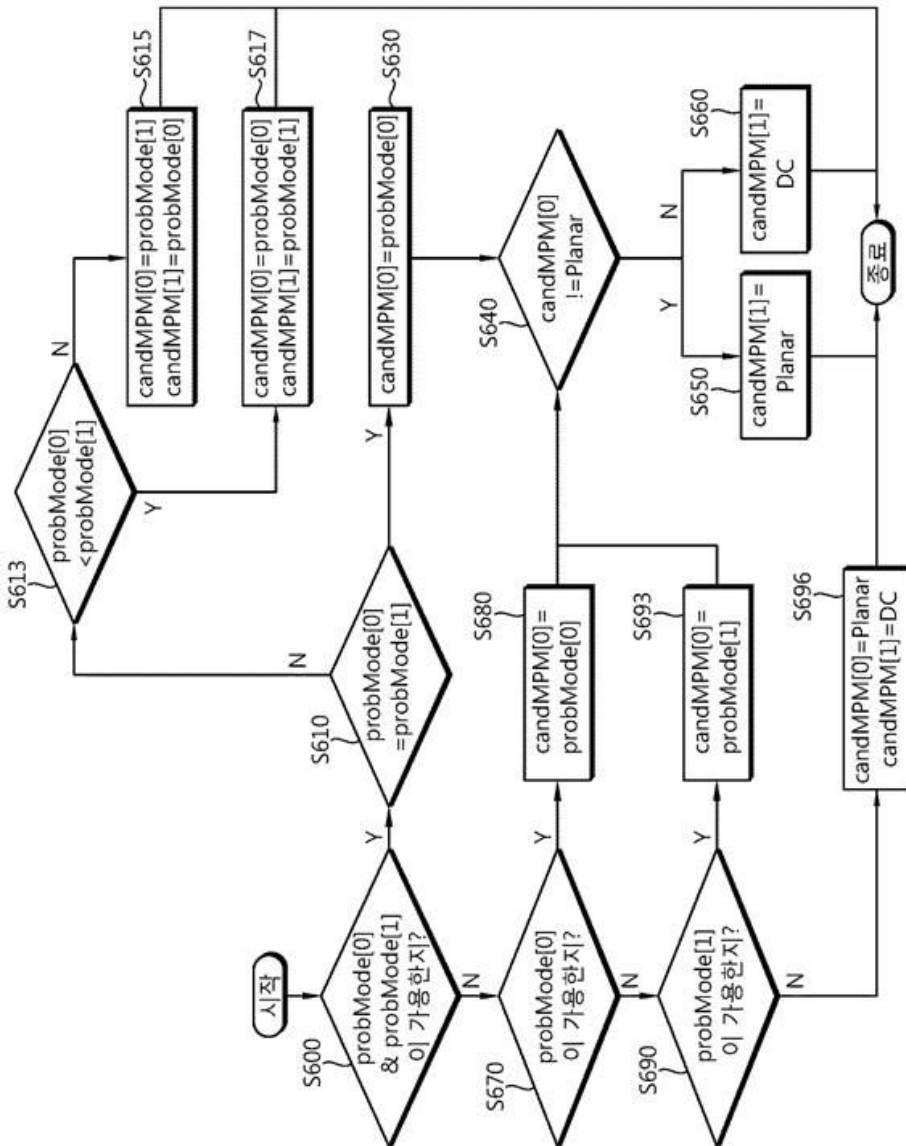 시작
S600
probMode[0]
& probMode[1]
이 가용한지?
Y
N
S610
probMode[0]
=probMode[1]
N
Y
S613
probMode[0]
<probMode[1]
N
Y
S615
candMPM[0]=probMode[1]
candMPM[1]=probMode[0]
S617
candMPM[0]=probMode[0]
candMPM[1]=probMode[1]
S630
candMPM[0]=probMode[0]
S640
candMPM[0]
!=Planar
Y
N
S650
candMPM[1]=
Planar
S660
candMPM[1]=
DC
S670
probMode[0]
이 가용한지?
Y
N
S680
candMPM[0]=
probMode[0]
S690
probMode[1]
이 가용한지?
Y
N
S693
candMPM[0]=
probMode[1]
S696
candMPM[0]=Planar
candMPM[1]=DC
종료